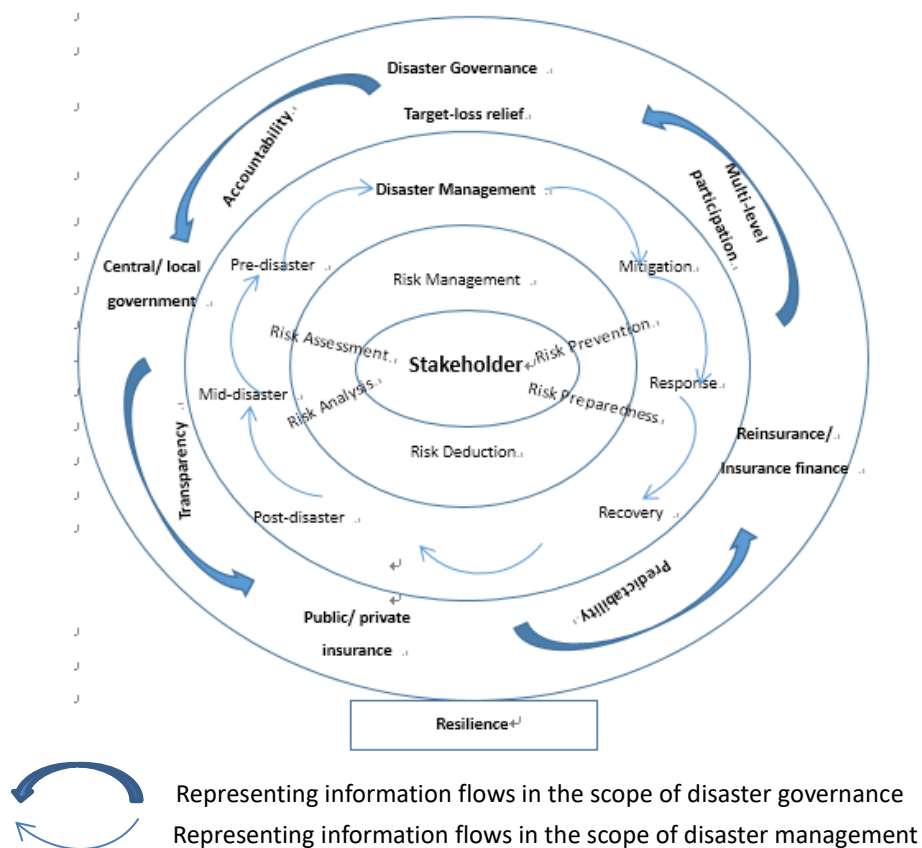 Disaster Governance
Target-loss relief
Accountability
Multi-level
participation
Disaster Management
Central/ local
government
Pre-disaster
Mitigation
Risk Management
Risk Assessment
Risk Prevention
Stakeholder
Mid-disaster
Risk Analysis
Risk Preparedness
Response
Transparency
Reinsurance/
Insurance finance
Risk Deduction
Post-disaster
Recovery
Predictability
Public/ private
insurance
Resilience
Representing information flows in the scope of disaster governance
Representing information flows in the scope of disaster management